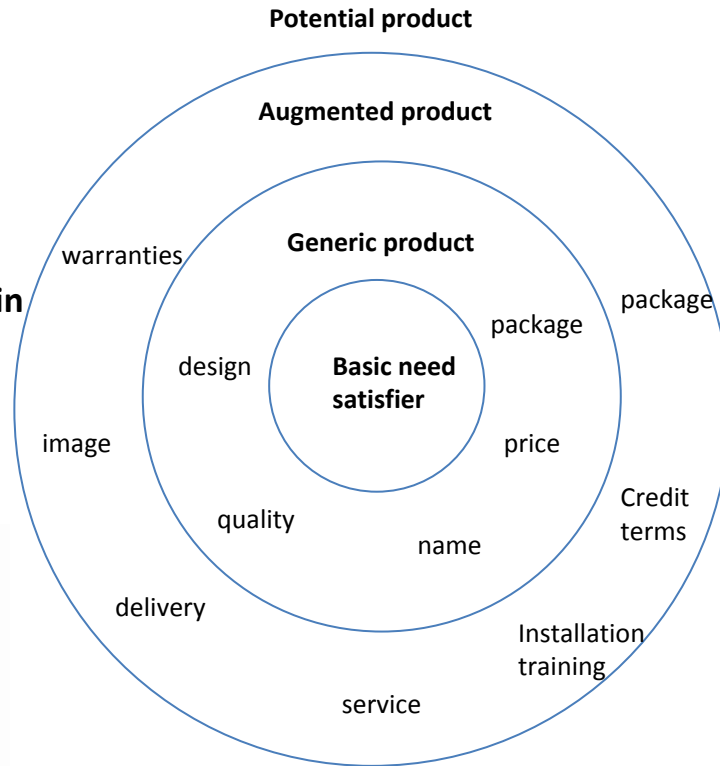 Potential product
Augmented product
Generic product
warranties
in
package
package
design
Basic need
satisfier
image
price
quality
Credit
terms
name
delivery
Installation
training
service